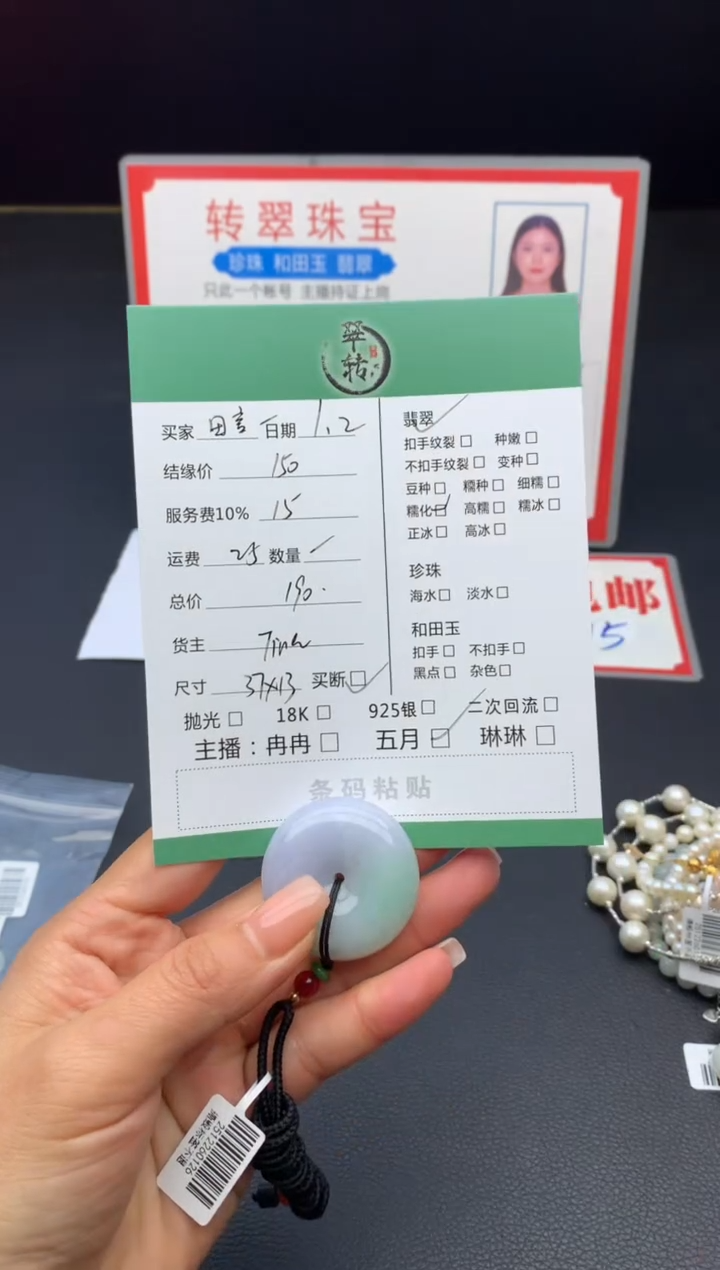 转翠珠宝
珍珠 和田玉 翡翠
只此一个帐号 主播持证上岗
翠转
买家 田言 日期 1.2
结缘价 150
服务费10% 15
运费 25 数量
总价 190.
货主
尺寸 37x13 买断
翡翠
扣手纹裂 种嫩
不扣手纹裂 变种
豆种 糯种 细糯
糯化 高糯 糯冰
正冰 高冰
珍珠
海水 淡水
和田玉
扣手 不扣手
黑点 杂色
抛光 18K 925银 二次回流
主播：冉冉 五月 琳琳
条码粘贴
邮
15
2512260126